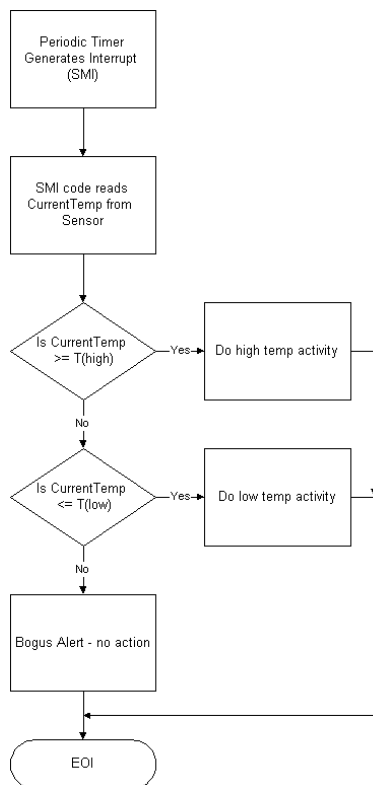 Periodic Timer
Generates Interrupt
(SMI)
SMI code reads
CurrentTemp from
Sensor
Is CurrentTemp
>= T(high)
Yes
Do high temp activity
No
Is CurrentTemp
<= T(low)
Yes
Do low temp activity
No
Bogus Alert - no action
EOI